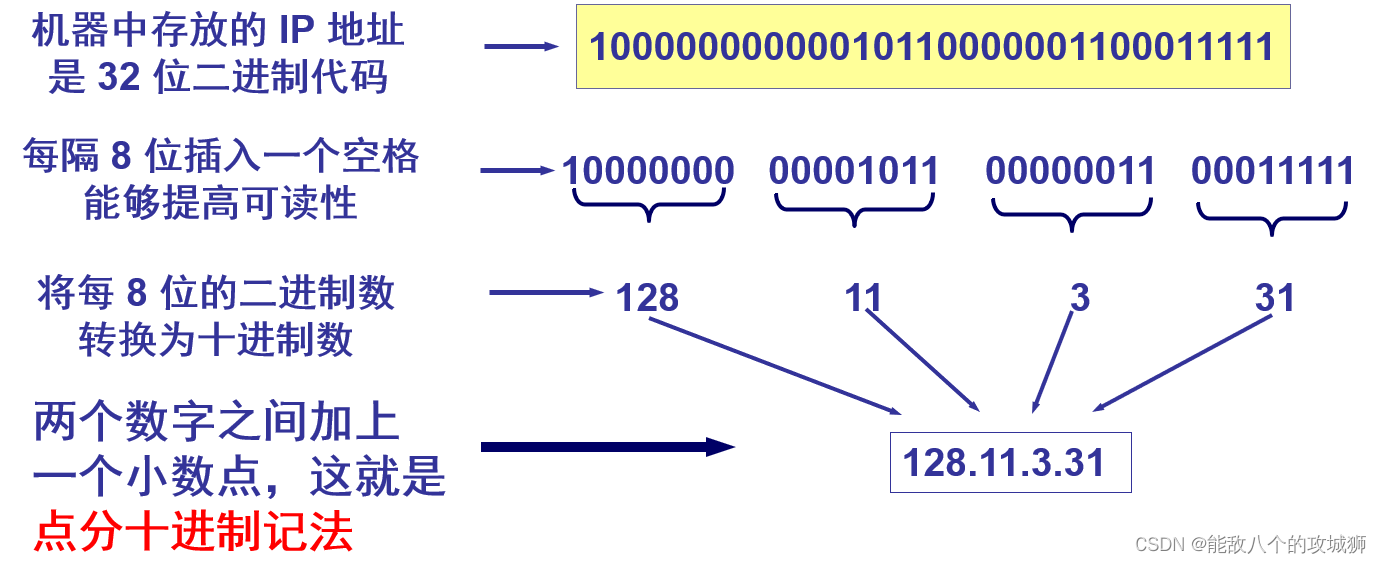 机器中存放的 IP 地址
是 32 位二进制代码
10000000000010110000001100011111
每隔 8 位插入一个空格
能够提高可读性
10000000 00001011 00000011 00011111
将每 8 位的二进制数
转换为十进制数
128 11 3 31
两个数字之间加上
一个小数点，这就是
点分十进制记法
128.11.3.31
CSDN @能敌八个的攻城狮